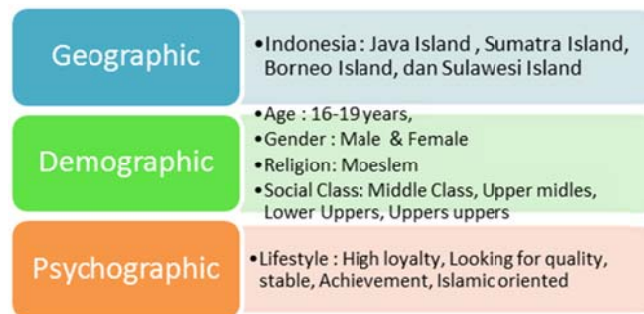 Geographic
•Indonesia: Java Island , Sumatra Island,
Borneo Island, dan Sulawesi Island
Demographic
•Age : 16-19 years,
•Gender : Male & Female
•Religion: Moeslem
•Social Class: Middle Class, Upper midles,
Lower Uppers, Uppers uppers
Psychographic
•Lifestyle : High loyalty, Looking for quality,
stable, Achievement, Islamic oriented